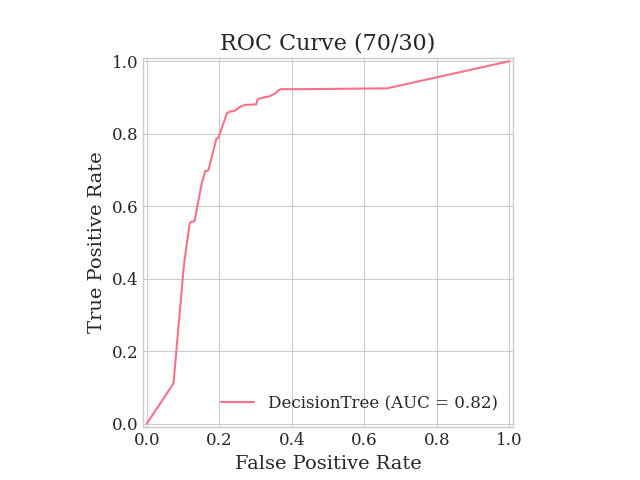 ROC Curve (70/30)
True Positive Rate
1.0
0.8
0.6
0.4
0.2
0.0
DecisionTree (AUC = 0.82)
0.0 0.2 0.4 0.6 0.8 1.0
False Positive Rate